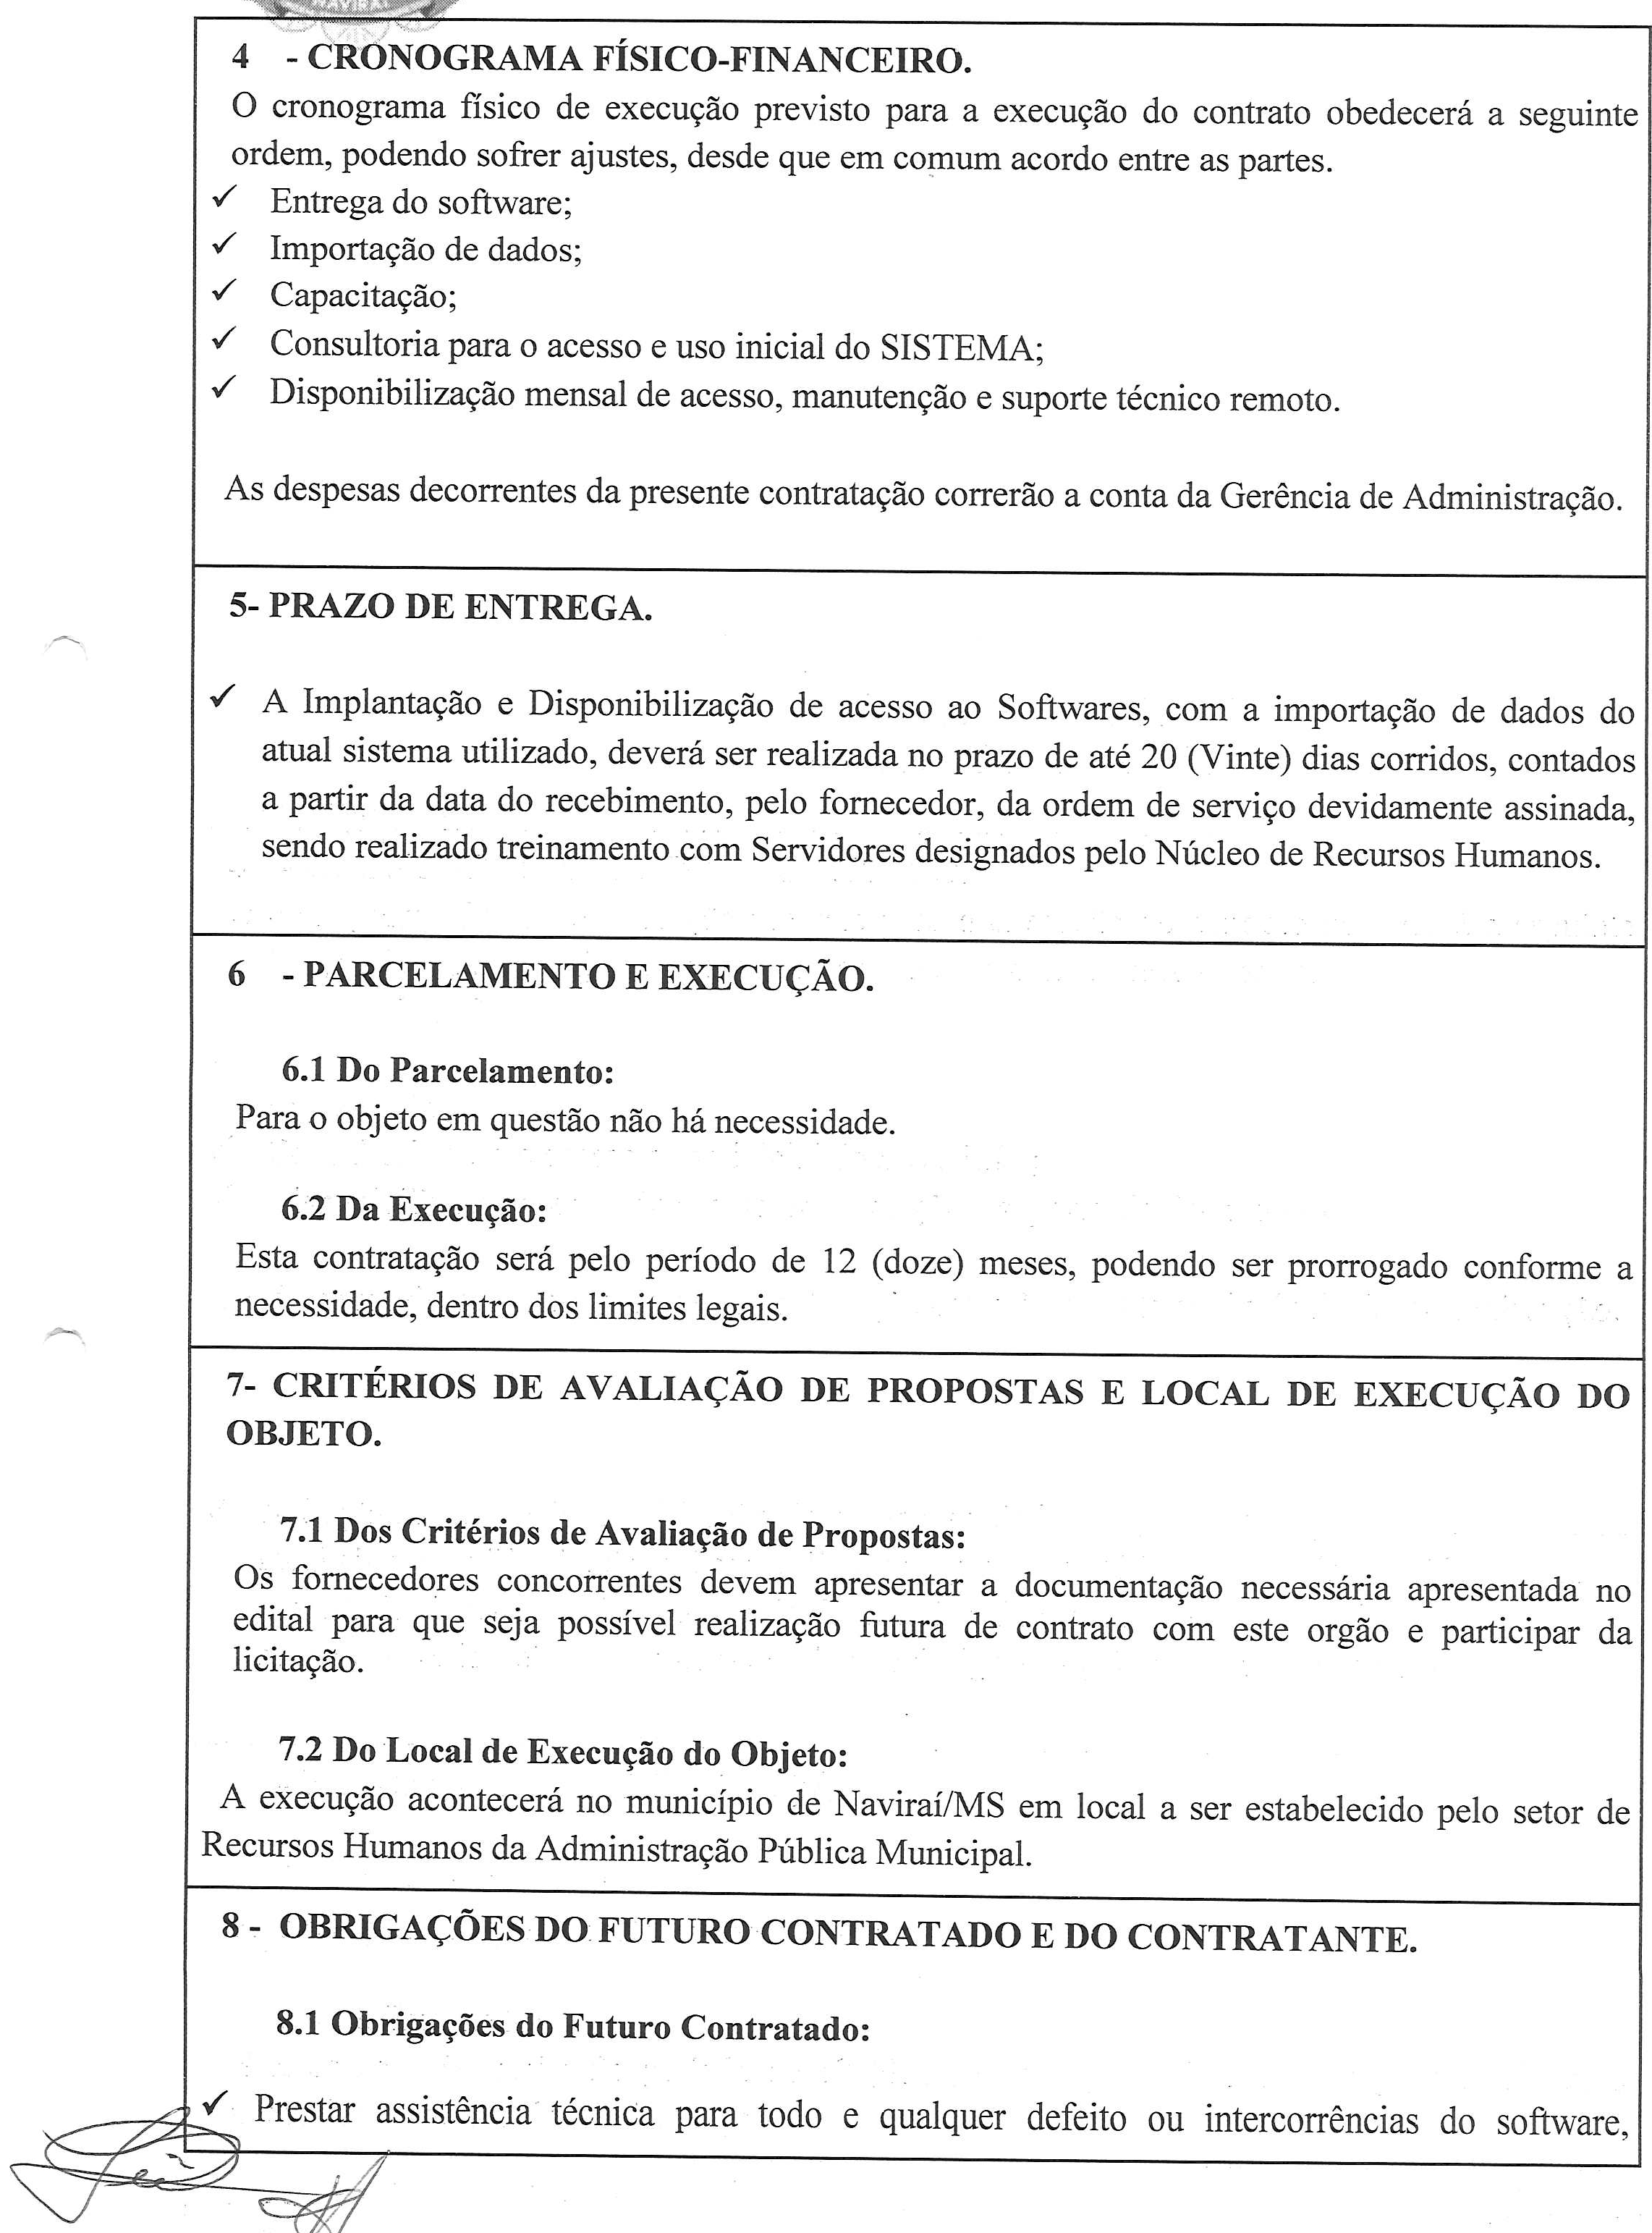 NAVIRAÍ
4 - CRONOGRAMA FÍSICO-FINANCEIRO.
O cronograma físico de execução previsto para a execução do contrato obedecerá a seguinte
ordem, podendo sofrer ajustes, desde que em comum acordo entre as partes.
✓ Entrega do software;
✓ Importação de dados;
✓ Capacitação;
✓ Consultoria para o acesso e uso inicial do SISTEMA;
✓ Disponibilização mensal de acesso, manutenção e suporte técnico remoto.
As despesas decorrentes da presente contratação correrão a conta da Gerência de Administração.
5- PRAZO DE ENTREGA.
✓ A Implantação e Disponibilização de acesso ao Softwares, com a importação de dados do
atual sistema utilizado, deverá ser realizada no prazo de até 20 (Vinte) dias corridos, contados
a partir da data do recebimento, pelo fornecedor, da ordem de serviço devidamente assinada,
sendo realizado treinamento com Servidores designados pelo Núcleo de Recursos Humanos.
6 - PARCELAMENTO E EXECUÇÃO.
6.1 Do Parcelamento:
Para o objeto em questão não há necessidade.
6.2 Da Execução:
Esta contratação será pelo período de 12 (doze) meses, podendo ser prorrogado conforme a
necessidade, dentro dos limites legais.
7- CRITÉRIOS DE AVALIAÇÃO DE PROPOSTAS E LOCAL DE EXECUÇÃO DO
OBJETO.
7.1 Dos Critérios de Avaliação de Propostas:
Os fornecedores concorrentes devem apresentar a documentação necessária apresentada no
edital para que seja possível realização futura de contrato com este orgão e participar da
licitação.
7.2 Do Local de Execução do Objeto:
A execução acontecerá no município de Naviraí/MS em local a ser estabelecido pelo setor de
Recursos Humanos da Administração Pública Municipal.
8 - OBRIGAÇÕES DO FUTURO CONTRATADO E DO CONTRATANTE.
8.1 Obrigações do Futuro Contratado:
✓ Prestar assistência técnica para todo e qualquer defeito ou intercorrências do software,